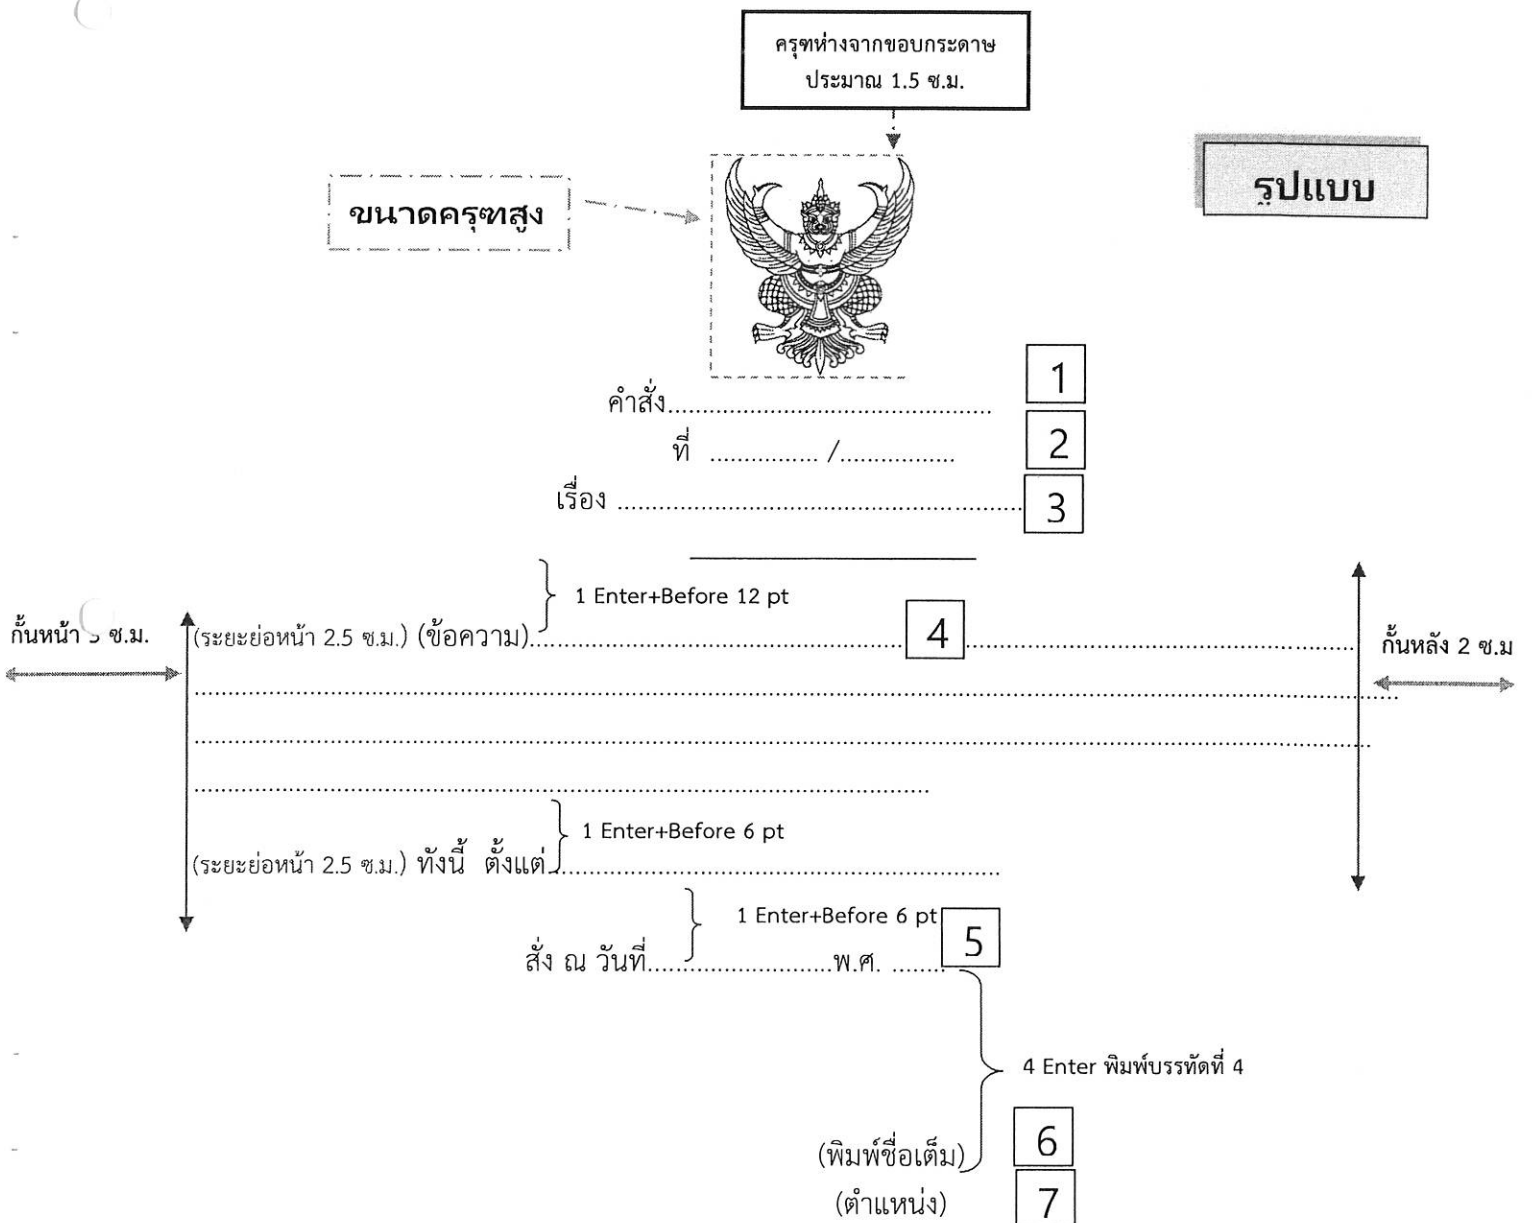 ครุฑห่างจากขอบกระดาษ
ประมาณ 1.5 ซ.ม.
รูปแบบ
ขนาดครุฑสูง
คำสั่ง............................................ 1
ที่ ............... /................ 2
เรื่อง ........................................................ 3
1 Enter+Before 12 pt
กั้นหน้า ซ.ม.
(ระยะย่อหน้า 2.5 ซ.ม.) (ข้อความ).................................................... 4 ......................................................
กั้นหลัง 2 ซ.ม
1 Enter+Before 6 pt
(ระยะย่อหน้า 2.5 ซ.ม.) ทังนี้ ตั้งแต่..............................................................
1 Enter+Before 6 pt
สั่ง ณ วันที่..........................พ.ศ. ........ 5
4 Enter พิมพ์บรรทัดที่ 4
(พิมพ์ชื่อเต็ม) 6
(ตำแหน่ง) 7